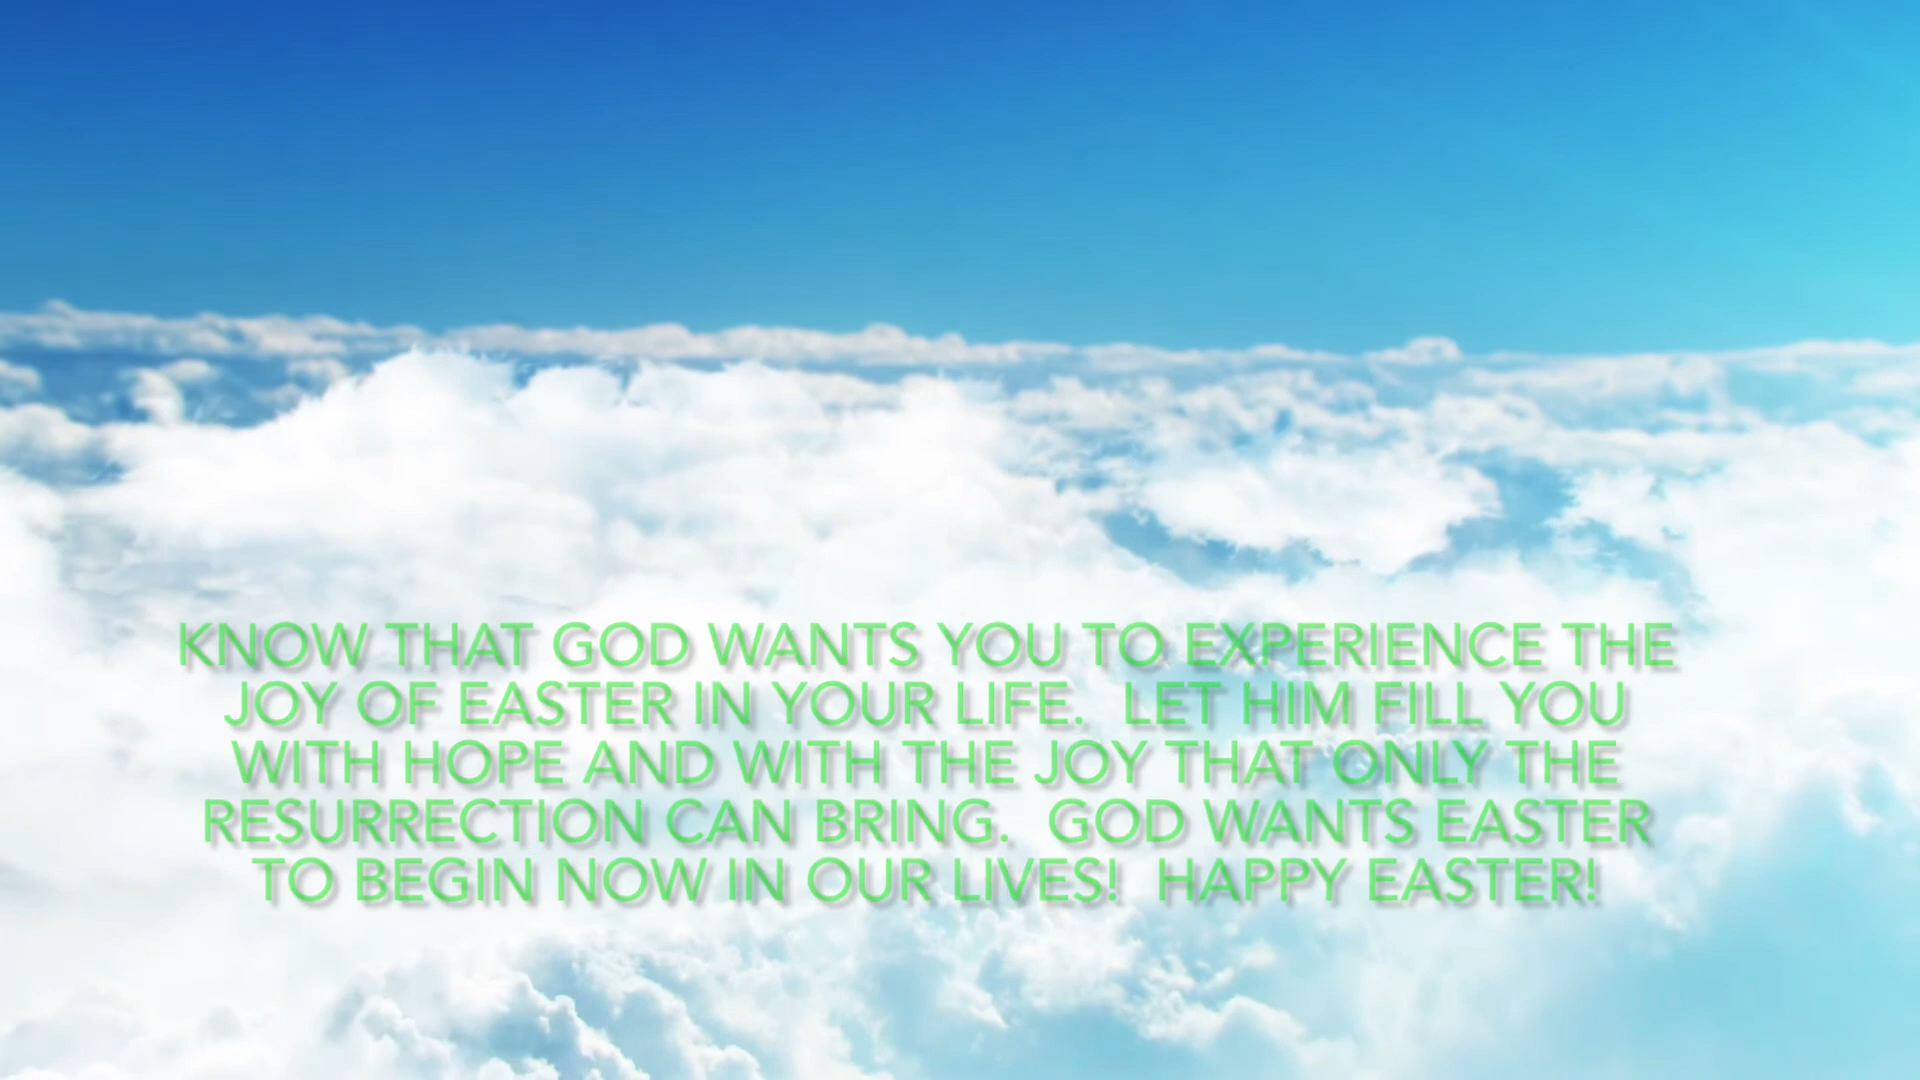 KNOW THAT GOD WANTS YOU TO EXPERIENCE THE
JOY OF EASTER IN YOUR LIFE.  LET HIM FILL YOU
WITH HOPE AND WITH THE JOY THAT ONLY THE
RESURRECTION CAN BRING.  GOD WANTS EASTER
TO BEGIN NOW IN OUR LIVES!  HAPPY EASTER!